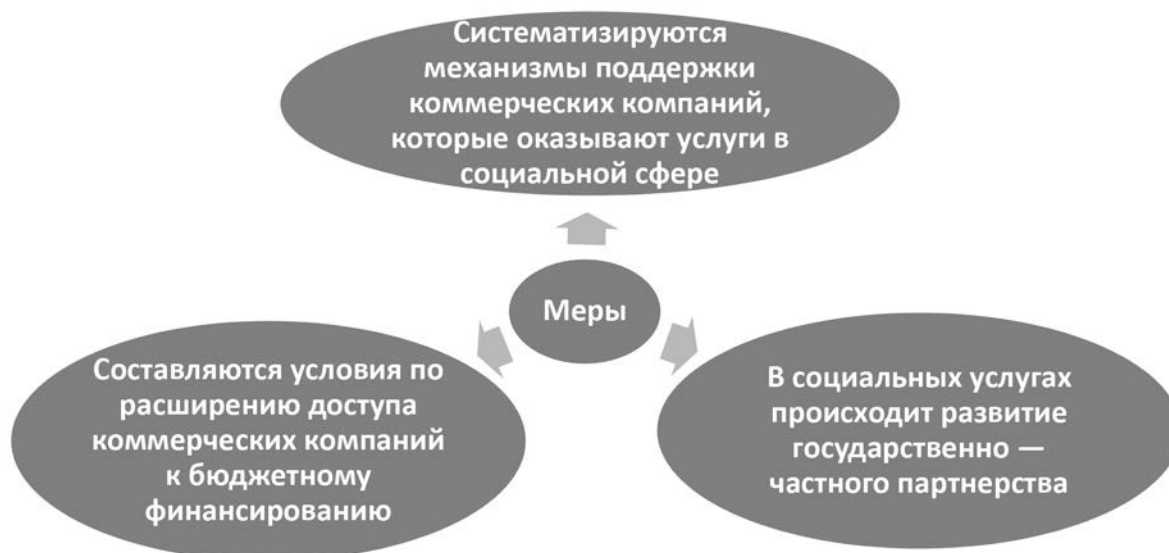 Систематизируются
механизмы поддержки
коммерческих компаний,
которые оказывают услуги в
социальной сфере
Меры
Составляются условия по
расширению доступа
коммерческих компаний
к бюджетному
финансированию
В социальных услугах
происходит развитие
государственно —
частного партнерства